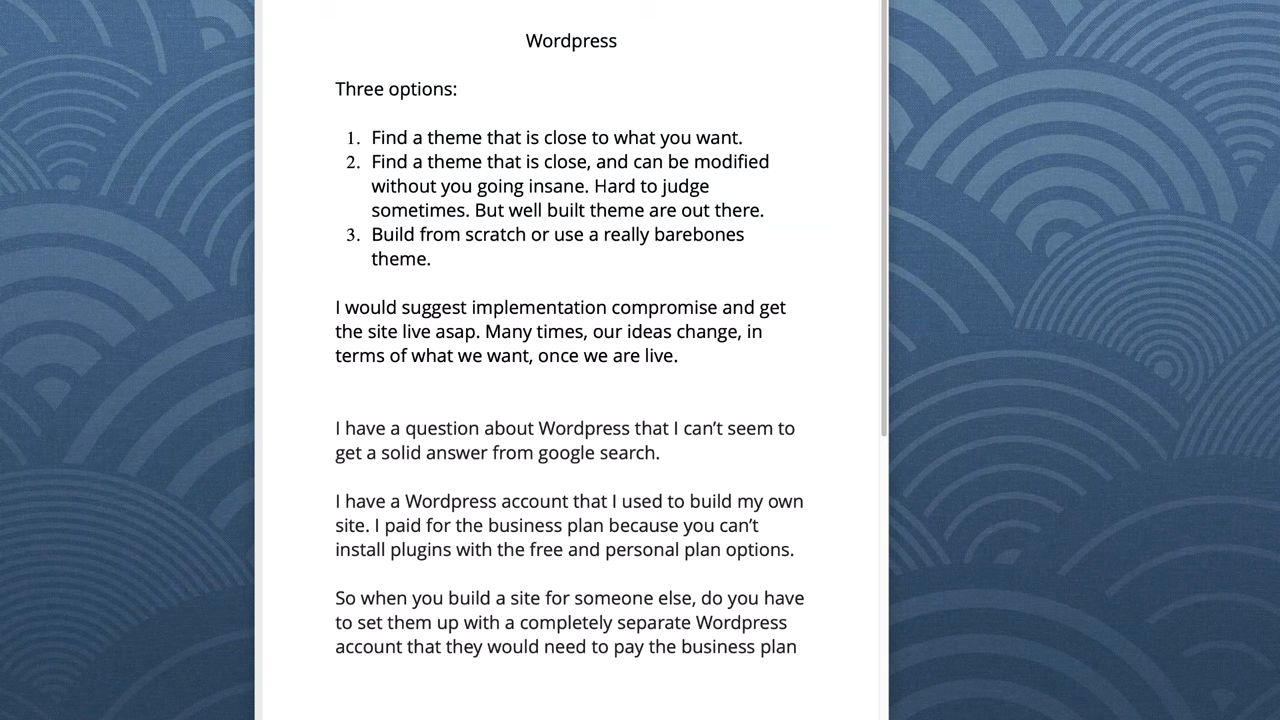 Wordpress
Three options:
1. Find a theme that is close to what you want.
2. Find a theme that is close, and can be modified
without you going insane. Hard to judge
sometimes. But well built theme are out there.
3. Build from scratch or use a really barebones
theme.
I would suggest implementation compromise and get
the site live asap. Many times, our ideas change, in
terms of what we want, once we are live.
I have a question about Wordpress that I can’t seem to
get a solid answer from google search.
I have a Wordpress account that I used to build my own
site. I paid for the business plan because you can’t
install plugins with the free and personal plan options.
So when you build a site for someone else, do you have
to set them up with a completely separate Wordpress
account that they would need to pay the business plan